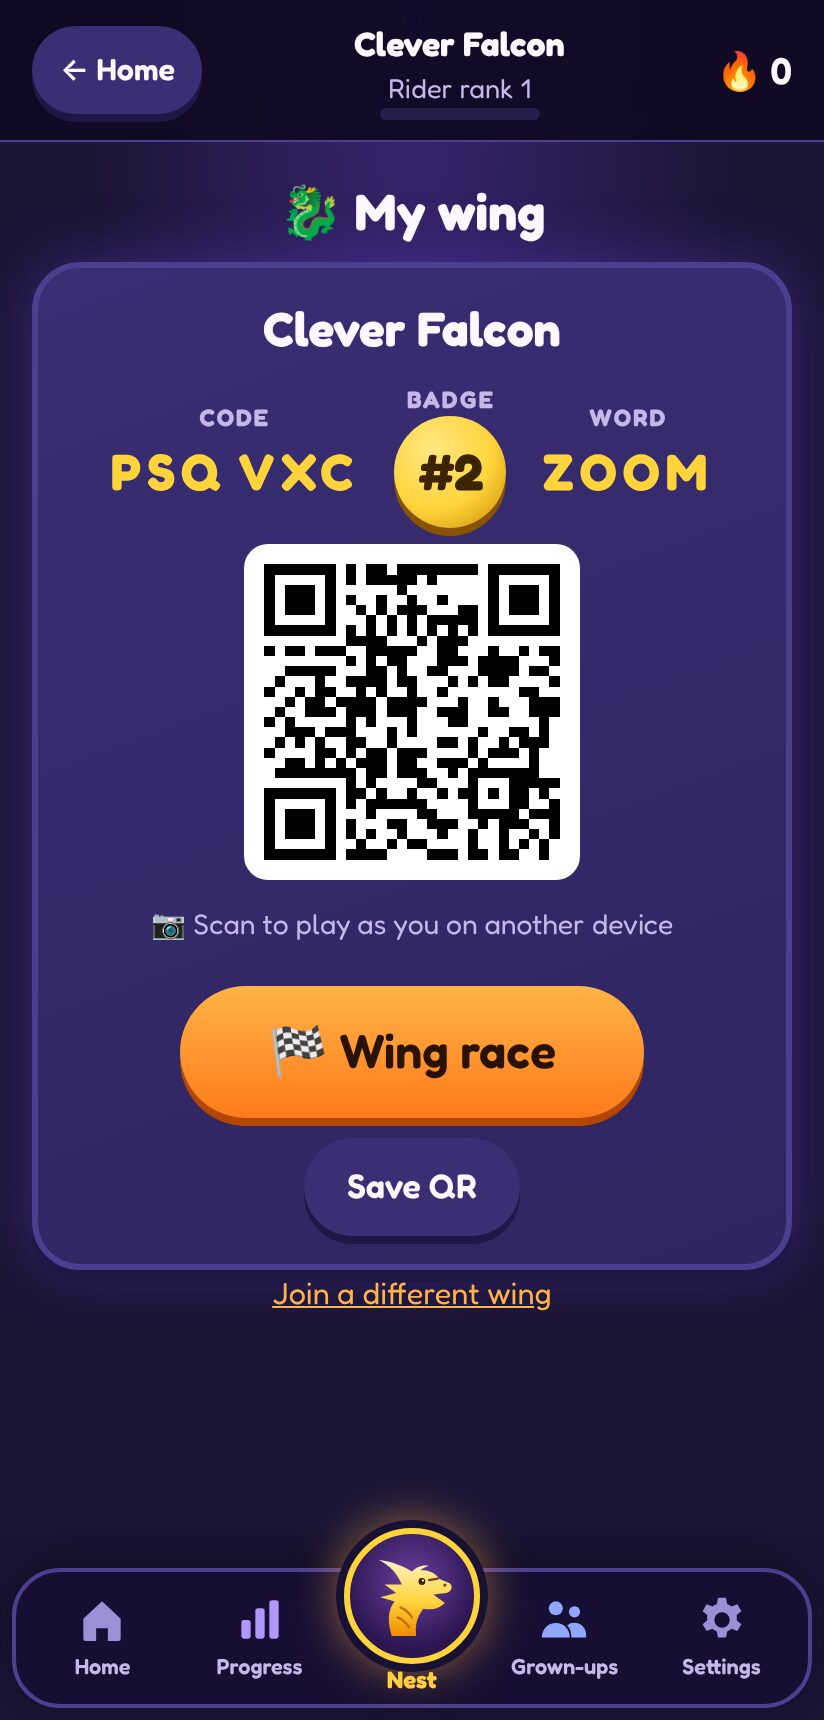 ← Home
Clever Falcon
Rider rank 1
0
My wing
Clever Falcon
CODE
PSQ VXC
BADGE
#2
WORD
ZOOM
Scan to play as you on another device
Wing race
Save QR
Join a different wing
Home
Progress
Nest
Grown-ups
Settings